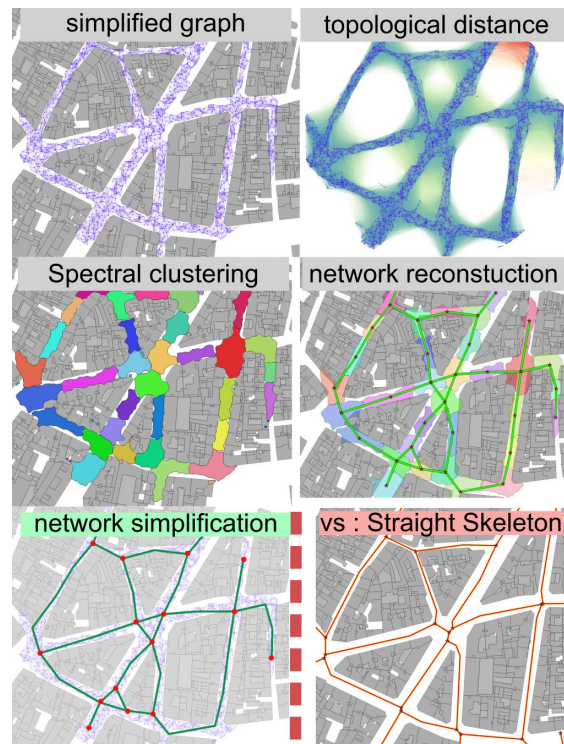 simplified graph
topological distance
Spectral clustering
network reconstuction
network simplification
vs : Straight Skeleton